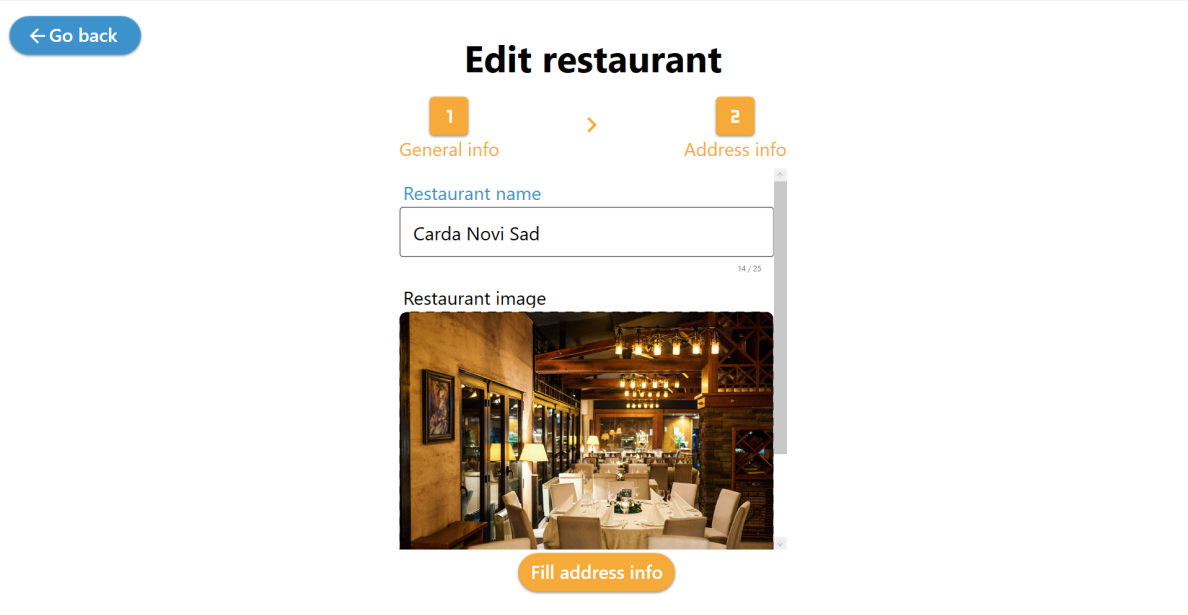 Go back
Edit restaurant
1
2
General info
Address info
Restaurant name
Carda Novi Sad
14 / 25
Restaurant image
Fill address info